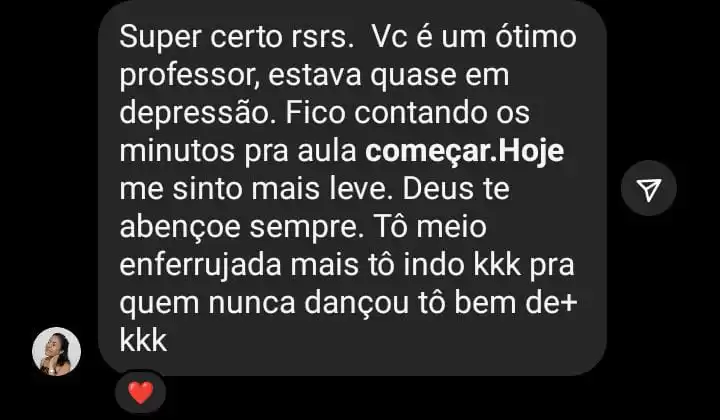 Super certo rsrs.  Vc é um ótimo
professor, estava quase em
depressão. Fico contando os
minutos pra aula começar.Hoje
me sinto mais leve. Deus te
abençoe sempre. Tô meio
enferrujada mais tô indo kkk pra
quem nunca dançou tô bem de+
kkk